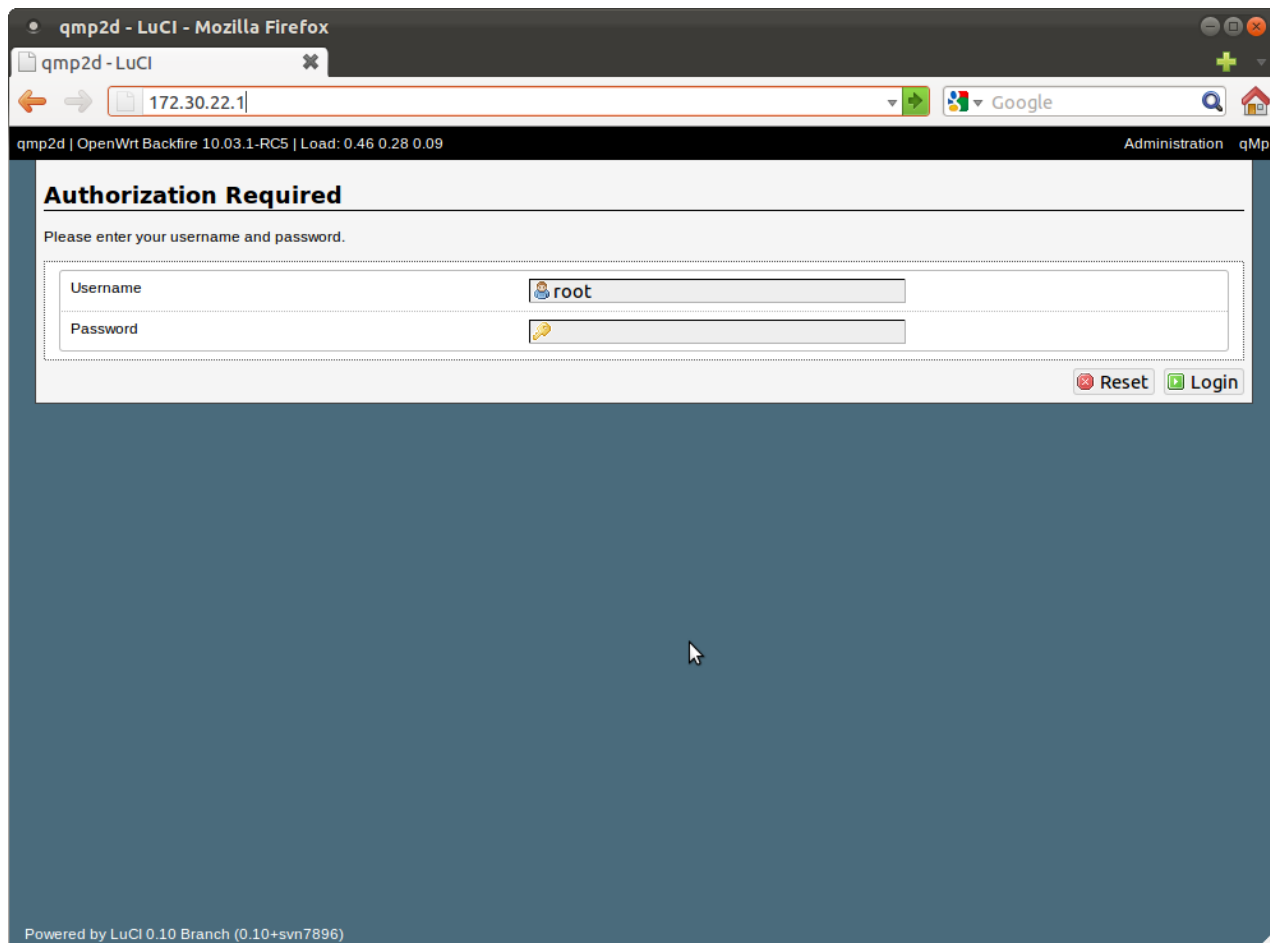 qmp2d - LuCI - Mozilla Firefox
qmp2d - LuCI
172.30.22.1
Google
qmp2d | OpenWrt Backfire 10.03.1-RC5 | Load: 0.46 0.28 0.09
Administration qMp
Authorization Required
Please enter your username and password.
Username root
Password
Reset Login
Powered by LuCI 0.10 Branch (0.10+svn7896)